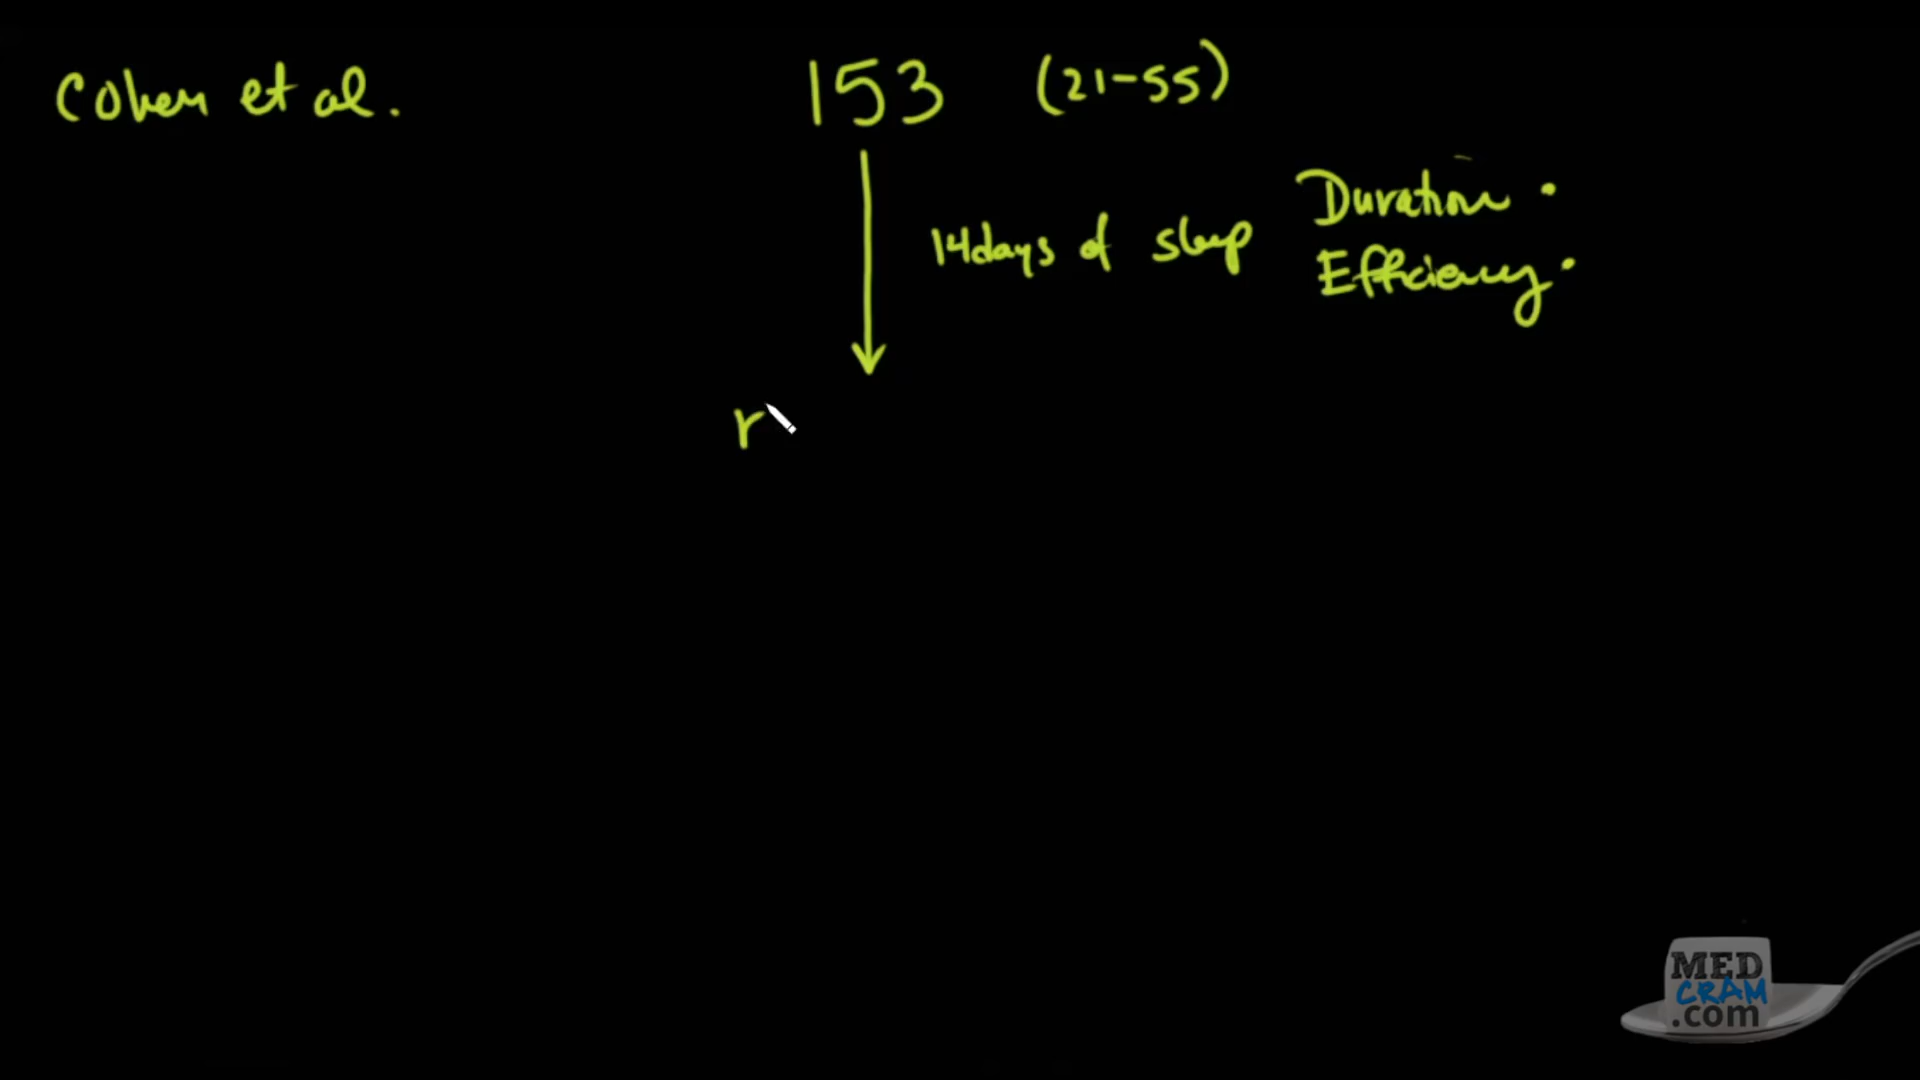 Cohen et al.
153 (21-55)
14days of sleep
Duration
Efficiency
r
MED
CRAM
.com